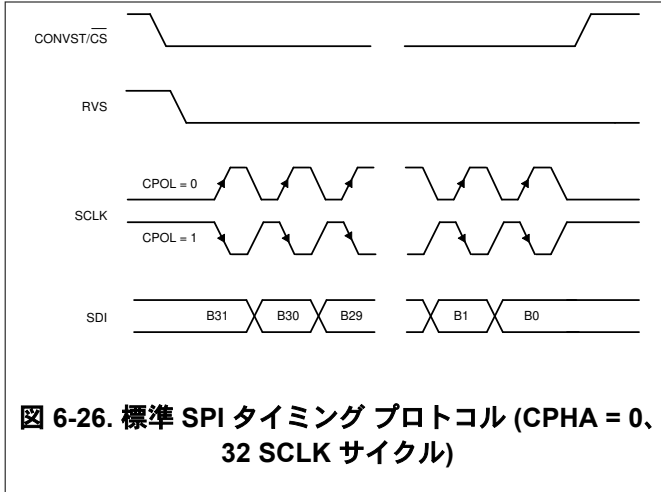 CONVST/CS
RVS
CPOL = 0
SCLK
CPOL = 1
SDI B31 B30 B29 B1 B0
図 6-26. 標準 SPI タイミング プロトコル (CPHA = 0、
32 SCLK サイクル)